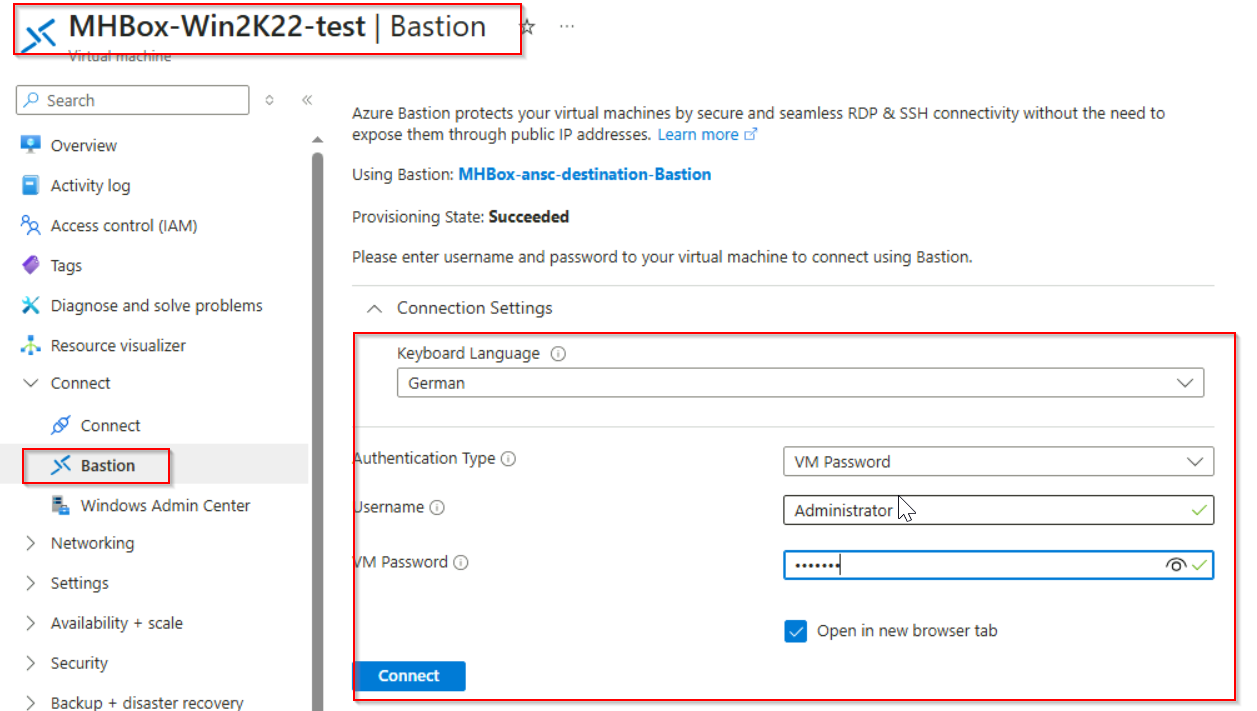 MHBox-Win2K22-test | Bastion
Virtual machine
Search
Overview
Activity log
Access control (IAM)
Tags
Diagnose and solve problems
Resource visualizer
Connect
Connect
Bastion
Windows Admin Center
Networking
Settings
Availability + scale
Security
Backup + disaster recovery
Azure Bastion protects your virtual machines by secure and seamless RDP & SSH connectivity without the need to
expose them through public IP addresses. Learn more
Using Bastion: MHBox-ansc-destination-Bastion
Provisioning State: Succeeded
Please enter username and password to your virtual machine to connect using Bastion.
Connection Settings
Keyboard Language
German
Authentication Type
VM Password
Username
Administrator
VM Password
•••••••
Open in new browser tab
Connect